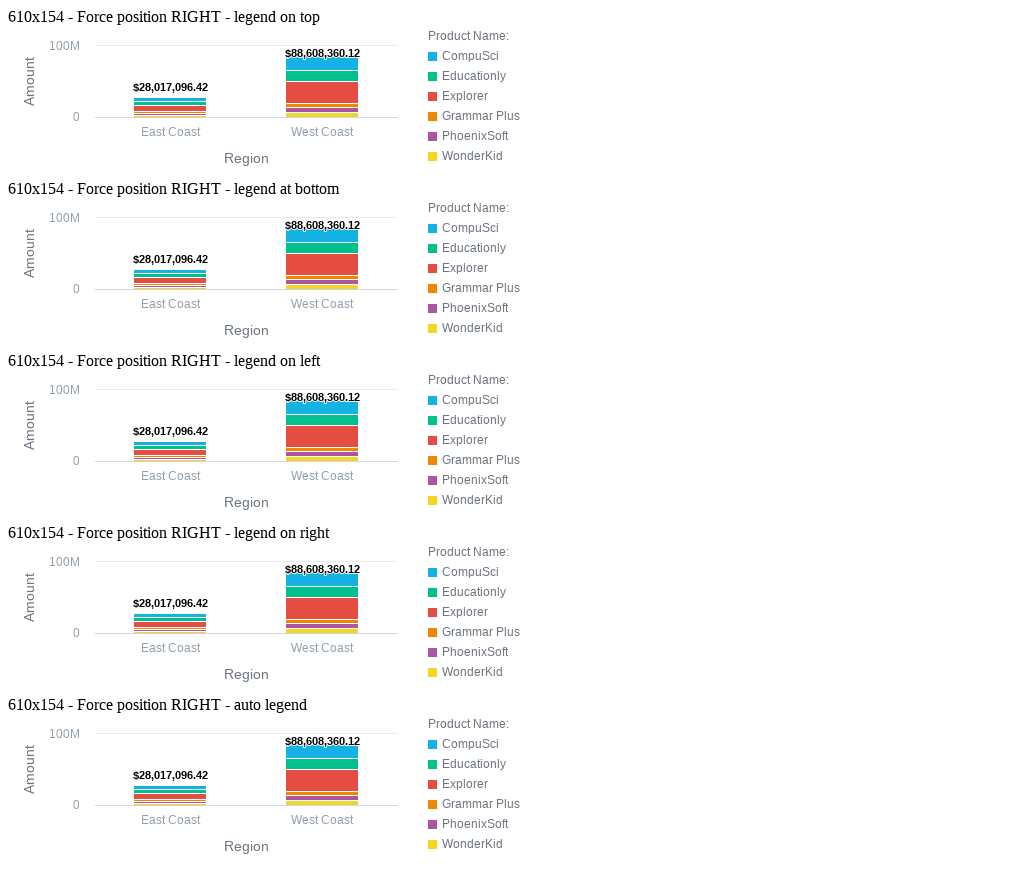 610x154 - Force position RIGHT - legend on top
Product Name:
100M
$88,608,360.12
CompuSci
Educationly
$28,017,096.42
Amount
Explorer
Grammar Plus
0
East Coast
West Coast
PhoenixSoft
Region
WonderKid
610x154 - Force position RIGHT - legend at bottom
Product Name:
100M
$88,608,360.12
CompuSci
Educationly
$28,017,096.42
Amount
Explorer
Grammar Plus
0
East Coast
West Coast
PhoenixSoft
Region
WonderKid
610x154 - Force position RIGHT - legend on left
Product Name:
100M
$88,608,360.12
CompuSci
Educationly
$28,017,096.42
Amount
Explorer
Grammar Plus
0
East Coast
West Coast
PhoenixSoft
Region
WonderKid
610x154 - Force position RIGHT - legend on right
Product Name:
100M
$88,608,360.12
CompuSci
Educationly
$28,017,096.42
Amount
Explorer
Grammar Plus
0
East Coast
West Coast
PhoenixSoft
Region
WonderKid
610x154 - Force position RIGHT - auto legend
Product Name:
100M
$88,608,360.12
CompuSci
Educationly
$28,017,096.42
Amount
Explorer
Grammar Plus
0
East Coast
West Coast
PhoenixSoft
Region
WonderKid